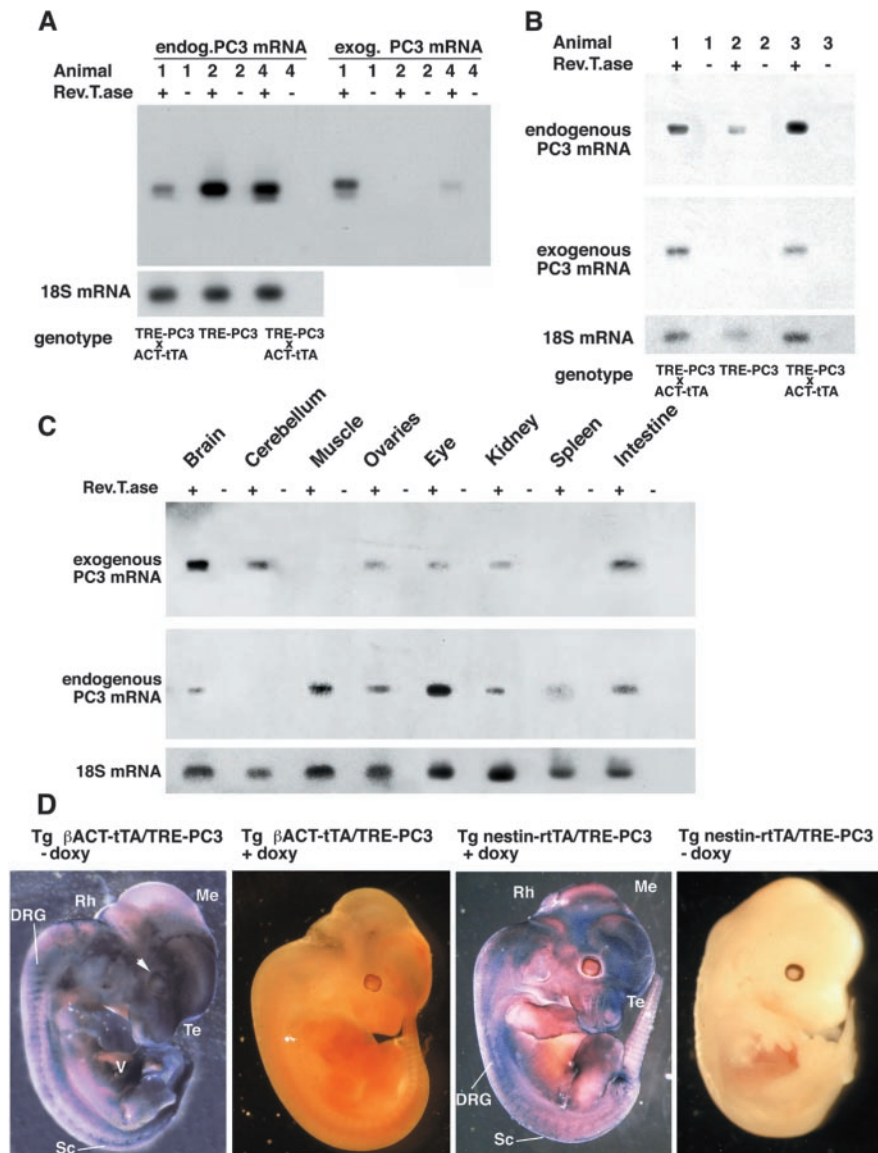 A
endog.PC3 mRNA exog. PC3 mRNA
Animal 1 1 2 2 4 4 1 1 2 2 4 4
Rev.T.ase + - + - + - + - + - + -
18S mRNA
genotype TRE-PC3 TRE-PC3 TRE-PC3
x x
ACT-tTA ACT-tTA
B
Animal 1 1 2 2 3 3
Rev.T.ase + - + - + -
endogenous
PC3 mRNA
exogenous
PC3 mRNA
18S mRNA
genotype TRE-PC3 TRE-PC3 TRE-PC3
x x
ACT-tTA ACT-tTA
C
Brain Cerebellum Muscle Ovaries Eye Kidney Spleen Intestine
Rev.T.ase + - + - + - + - + - + - + - + -
exogenous
PC3 mRNA
endogenous
PC3 mRNA
18S mRNA
D
Tg βACT-tTA/TRE-PC3
- doxy
DRG
Rh
Me
Te
V
Sc
Tg βACT-tTA/TRE-PC3
+ doxy
Tg nestin-rtTA/TRE-PC3
+ doxy
Rh
Me
Te
DRG
Sc
Tg nestin-rtTA/TRE-PC3
- doxy